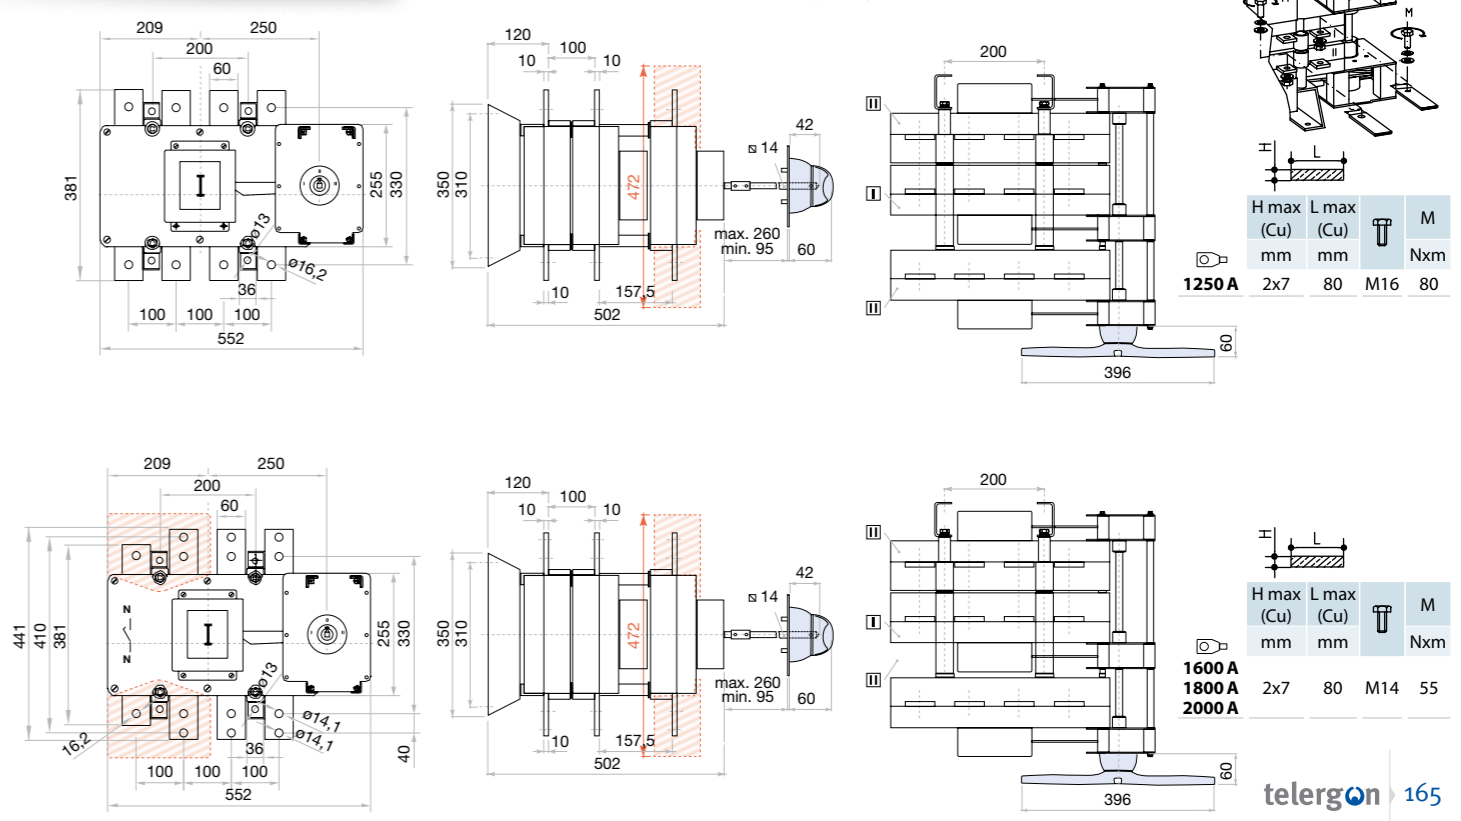 209
250
200
60
381
255
330
ø13
ø16,2
36
100
100
100
552
120
100
10
10
350
310
472
42
14
max. 260
min. 95
60
10
157,5
502
200
II
I
II
60
396
M
H
L
H max
(Cu)
L max
(Cu)
M
mm
mm
Nxm
1250 A
2x7
80
M16
80
209
250
200
60
441
410
381
N
N
I
I
255
330
ø13
16,2
ø14,1
ø14,1
36
40
100
100
100
552
120
100
10
10
350
310
472
42
14
max. 260
min. 95
60
10
157,5
502
200
II
I
II
60
396
H
L
H max
(Cu)
L max
(Cu)
M
mm
mm
Nxm
1600 A
1800 A
2000 A
2x7
80
M14
55
telergon
165